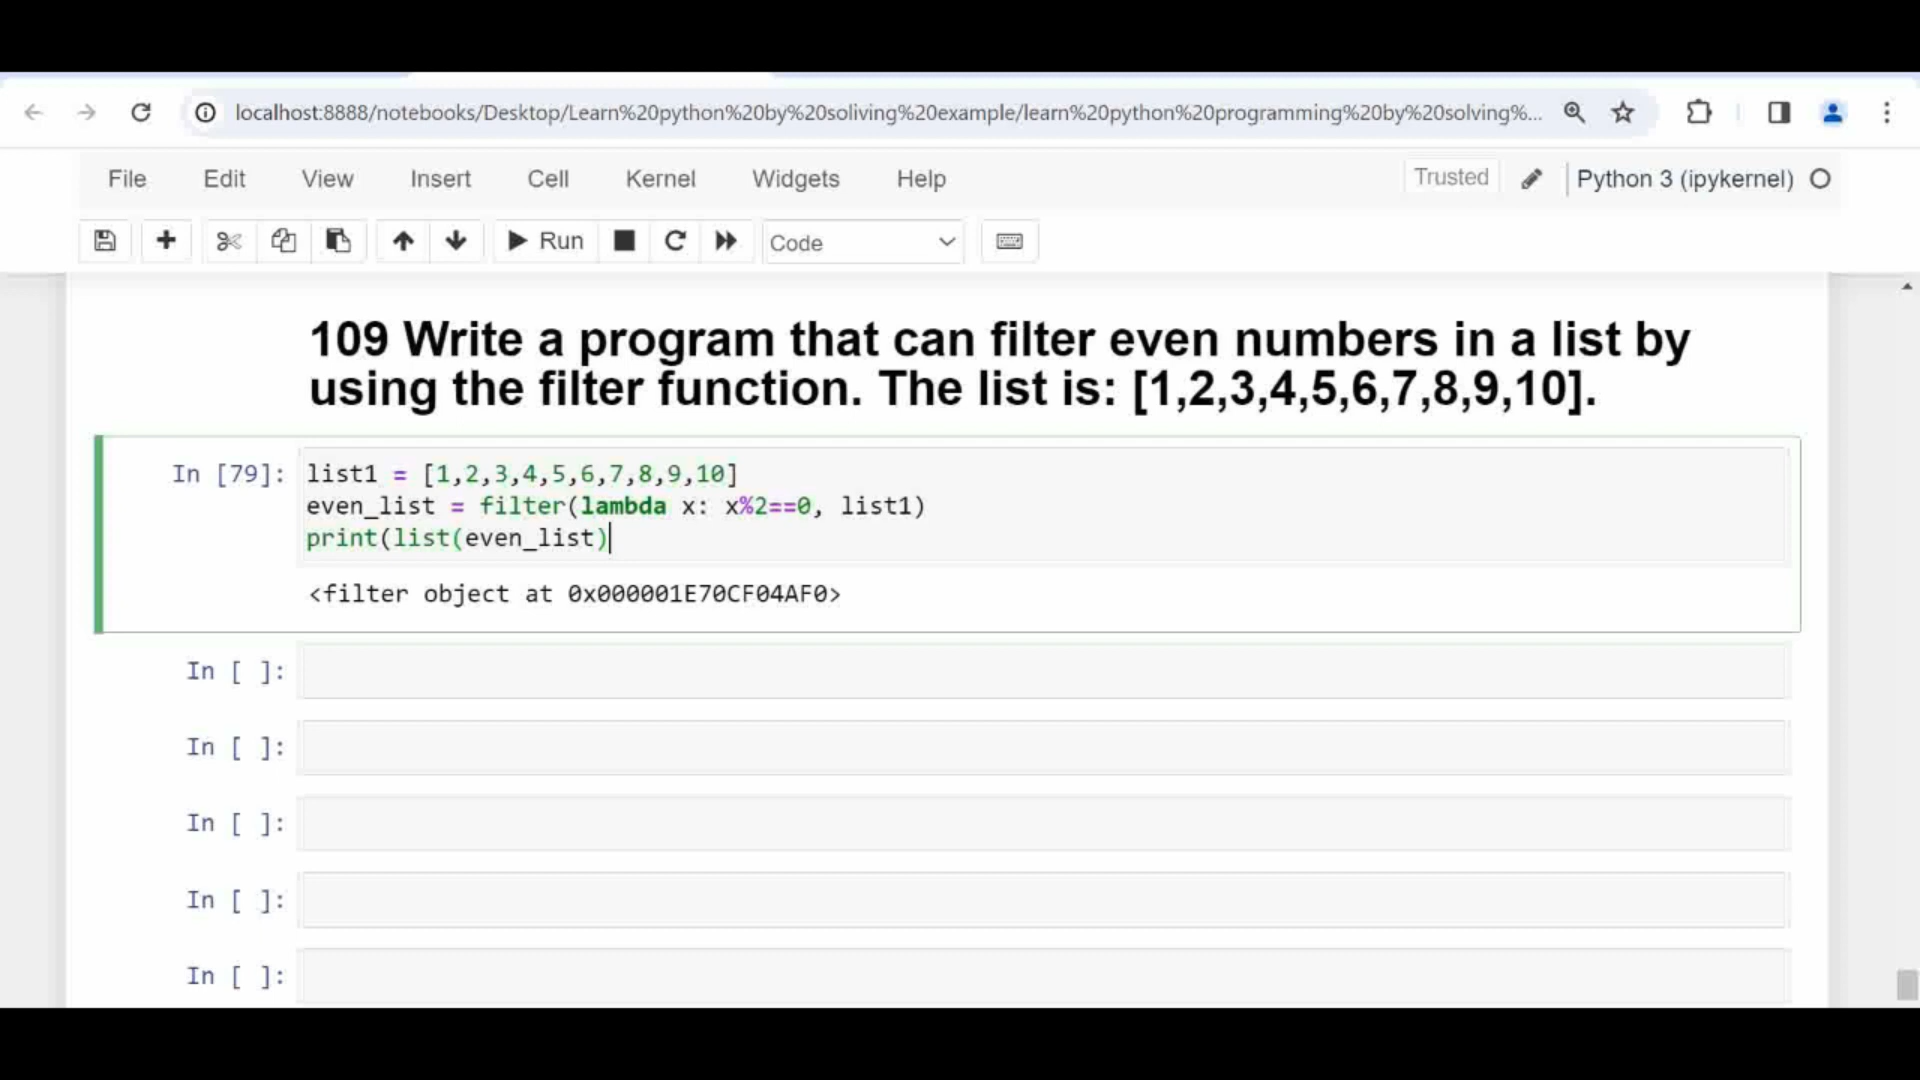 localhost:8888/notebooks/Desktop/Learn%20python%20by%20soliving%20example/learn%20python%20programming%20by%20solving%...
File Edit View Insert Cell Kernel Widgets Help Trusted Python 3 (ipykernel)
Run Code
109 Write a program that can filter even numbers in a list by
using the filter function. The list is: [1,2,3,4,5,6,7,8,9,10].
In [79]: list1 = [1,2,3,4,5,6,7,8,9,10]
even_list = filter(lambda x: x%2==0, list1)
print(list(even_list)
<filter object at 0x000001E70CF04AF0>
In [ ]:
In [ ]:
In [ ]:
In [ ]:
In [ ]: